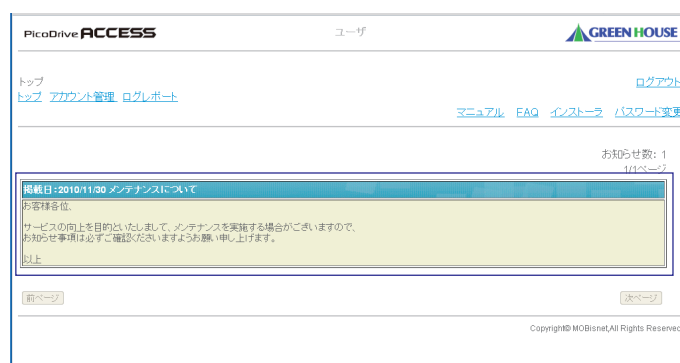 PicoDrive ACCESS ユーザ GREEN HOUSE
トップ ログアウト
トップ アカウント管理 ログレポート
マニュアル FAQ インストーラ パスワード変更
お知らせ数: 1
1/1ページ
掲載日:2010/11/30 メンテナンスについて
お客様各位、
サービスの向上を目的といたしまして、メンテナンスを実施する場合がございますので、
お知らせ事項は必ずご確認くださいますようお願い申し上げます。
以上
前ページ 次ページ
Copyright© MOBisnet,All Rights Reserved